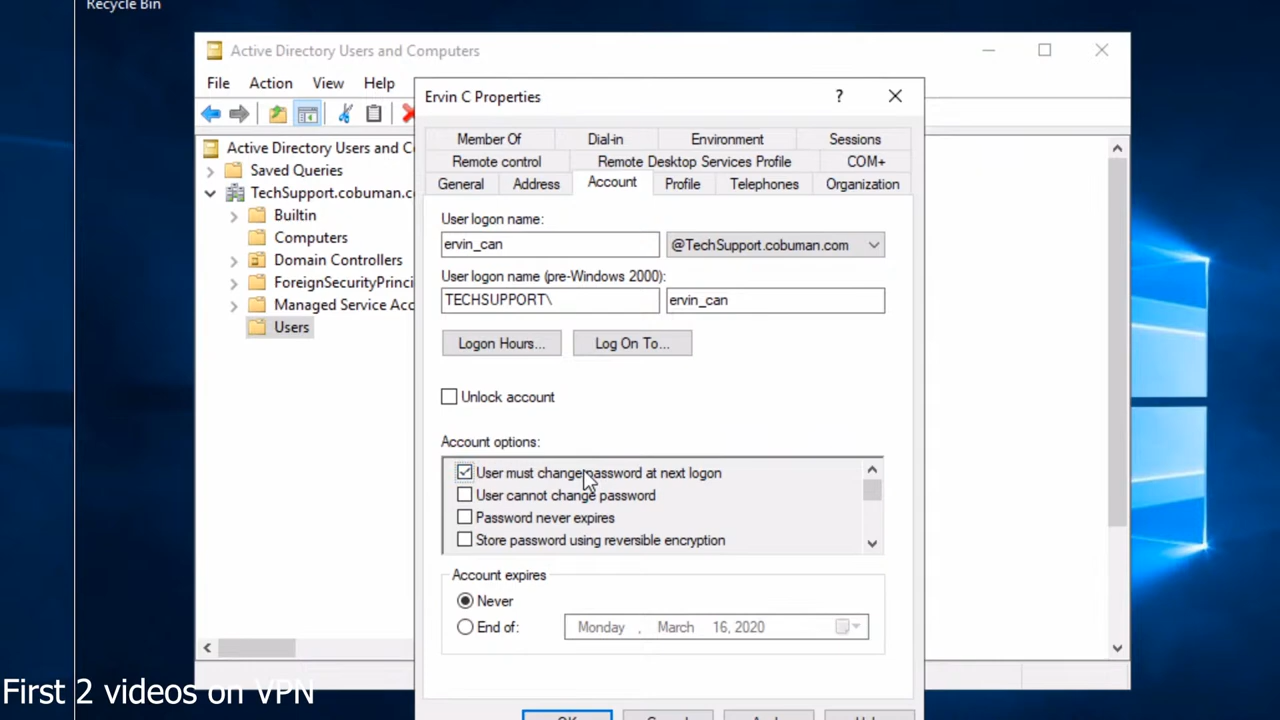 Recycle Bin
Active Directory Users and Computers
File Action View Help
Ervin C Properties
?
Active Directory Users and Co
Saved Queries
TechSupport.cobuman.c
Builtin
Computers
Domain Controllers
ForeignSecurityPrinci
Managed Service Acc
Users
Member Of Dial-in Environment Sessions
Remote control Remote Desktop Services Profile COM+
General Address Account Profile Telephones Organization
User logon name:
ervin_can @TechSupport.cobuman.com
User logon name (pre-Windows 2000):
TECHSUPPORT\ ervin_can
Logon Hours... Log On To...
Unlock account
Account options:
User must change password at next logon
User cannot change password
Password never expires
Store password using reversible encryption
Account expires
Never
End of: Monday , March 16, 2020
First 2 videos on VPN